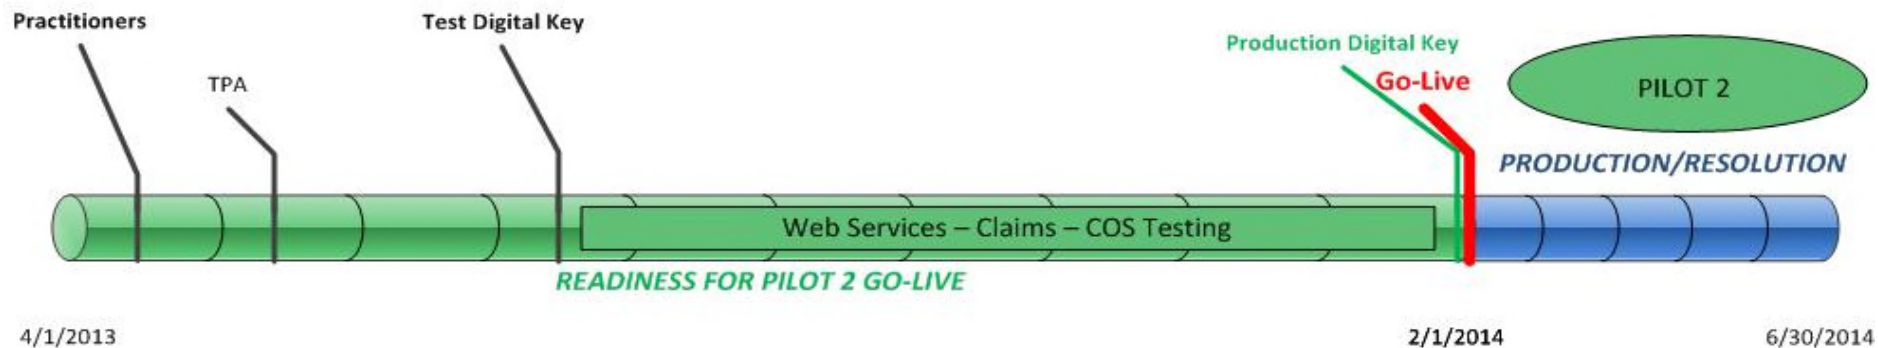 Practitioners
Test Digital Key
Production Digital Key
TPA
Go-Live
PILOT 2
PRODUCTION/RESOLUTION
Web Services – Claims – COS Testing
READINESS FOR PILOT 2 GO-LIVE
4/1/2013
2/1/2014
6/30/2014